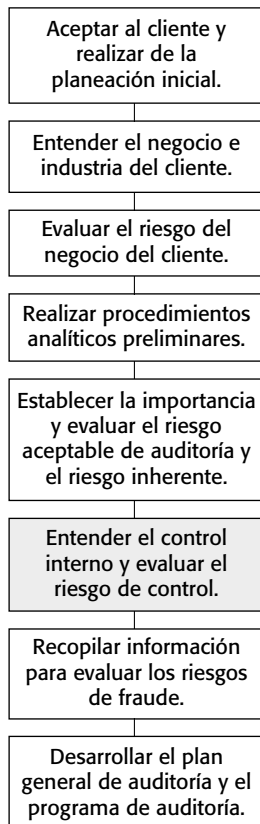 Aceptar al cliente y
realizar de la
planeación inicial.
Entender el negocio e
industria del cliente.
Evaluar el riesgo del
negocio del cliente.
Realizar procedimientos
analíticos preliminares.
Establecer la importancia
y evaluar el riesgo
aceptable de auditoría y
el riesgo inherente.
Entender el control
interno y evaluar el
riesgo de control.
Recopilar información
para evaluar los riesgos
de fraude.
Desarrollar el plan
general de auditoría y el
programa de auditoría.